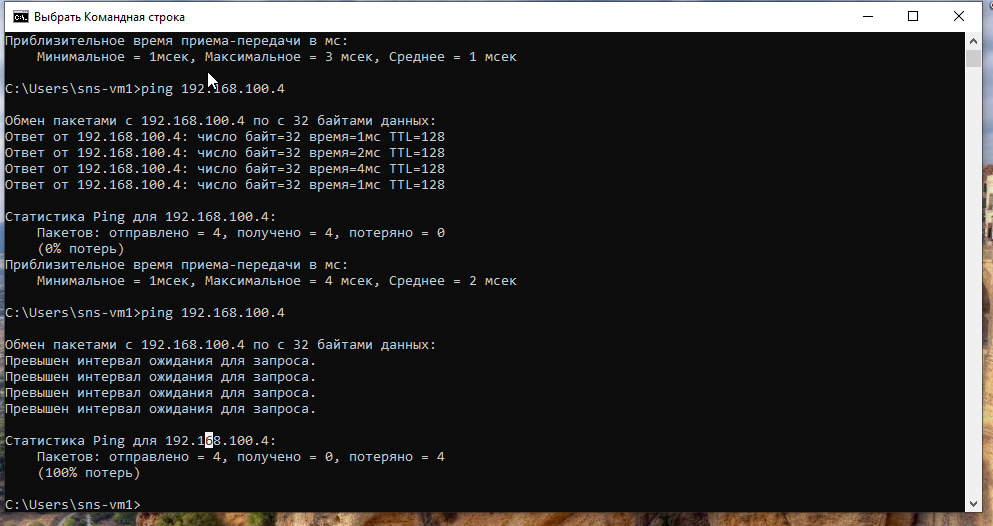 Выбрать Командная строка
Приблизительное время приема-передачи в мс:
    Минимальное = 1мсек, Максимальное = 3 мсек, Среднее = 1 мсек
C:\Users\sns-vm1>ping 192.168.100.4
Обмен пакетами с 192.168.100.4 по с 32 байтами данных:
Ответ от 192.168.100.4: число байт=32 время=1мс TTL=128
Ответ от 192.168.100.4: число байт=32 время=2мс TTL=128
Ответ от 192.168.100.4: число байт=32 время=4мс TTL=128
Ответ от 192.168.100.4: число байт=32 время=1мс TTL=128
Статистика Ping для 192.168.100.4:
    Пакетов: отправлено = 4, получено = 4, потеряно = 0
    (0% потерь)
Приблизительное время приема-передачи в мс:
    Минимальное = 1мсек, Максимальное = 4 мсек, Среднее = 2 мсек
C:\Users\sns-vm1>ping 192.168.100.4
Обмен пакетами с 192.168.100.4 по с 32 байтами данных:
Превышен интервал ожидания для запроса.
Превышен интервал ожидания для запроса.
Превышен интервал ожидания для запроса.
Превышен интервал ожидания для запроса.
Статистика Ping для 192.168.100.4:
    Пакетов: отправлено = 4, получено = 0, потеряно = 4
    (100% потерь)
C:\Users\sns-vm1>